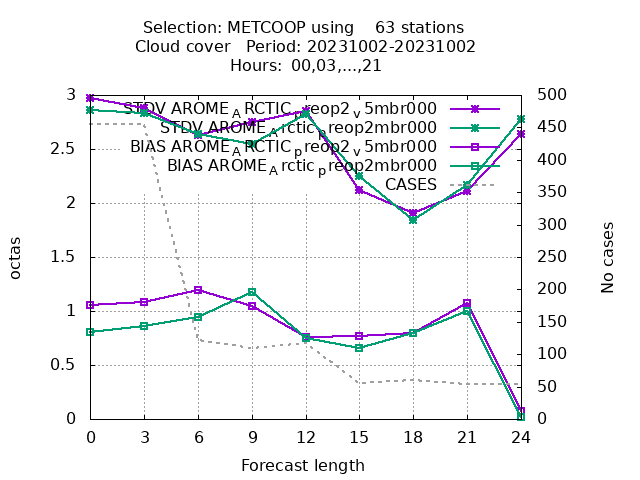 Selection: METCOOP using 63 stations
Cloud cover Period: 20231002-20231002
Hours: 00,03,...,21
3 500
STDV AROME_ARCTIC_preop2_v5mbr000
STDV AROME_Arctic_preop2mbr000
450
2.5 BIAS AROME_ARCTIC_preop2_v5mbr000
400
BIAS AROME_Arctic_preop2mbr000
CASES
350
2
300
1.5 250
200
1
150
0.5 100
50
0 0
0 3 6 9 12 15 18 21 24
octas
No cases
Forecast length